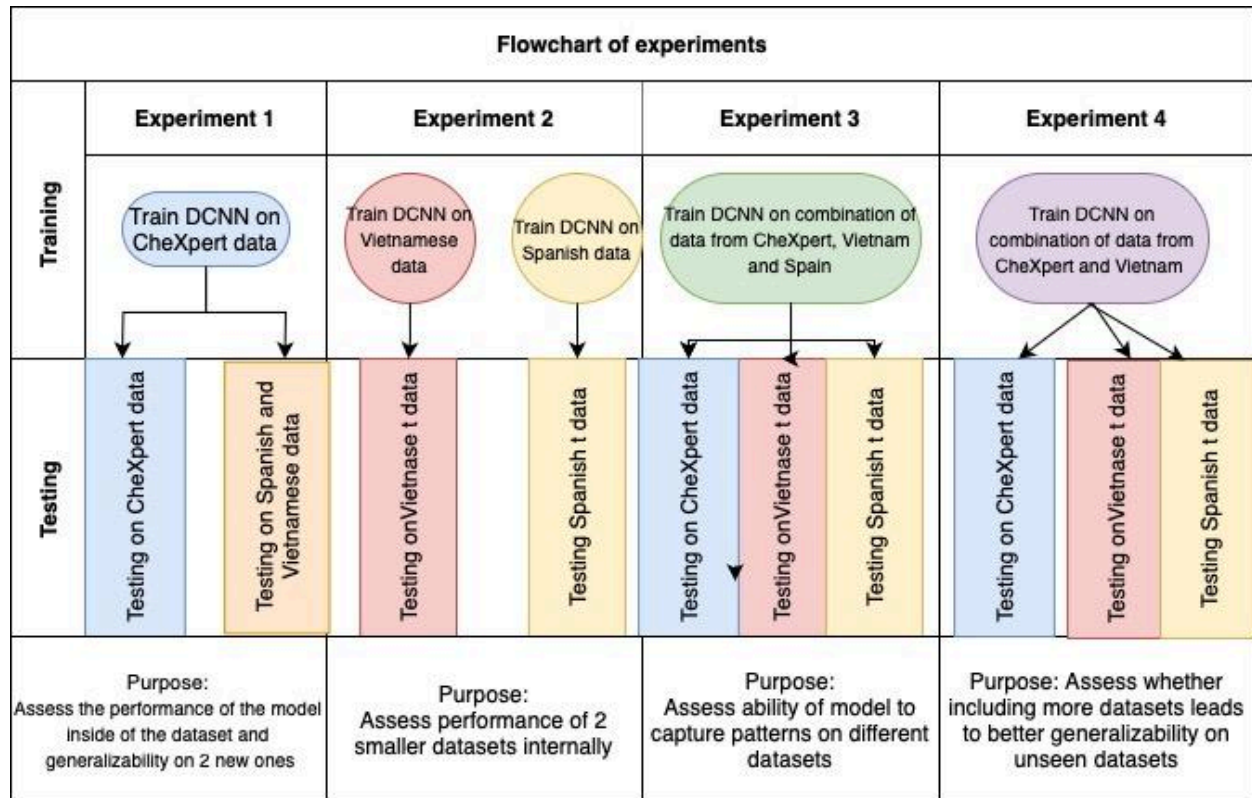 Flowchart of experiments
Training
Experiment 1
Experiment 2
Experiment 3
Experiment 4
Train DCNN on
CheXpert data
Train DCNN on
Vietnamese
data
Train DCNN on
Spanish data
Train DCNN on combination of
data from CheXpert, Vietnam
and Spain
Train DCNN on
combination of data from
CheXpert and Vietnam
Testing
Testing on CheXpert data
Testing on Spanish and
Vietnamese data
Testing onVietnase t data
Testing Spanish t data
Testing on CheXpert data
Testing onVietnase t data
Testing Spanish t data
Testing on CheXpert data
Testing onVietnase t data
Testing Spanish t data
Purpose:
Assess the performance of the model
inside of the dataset and
generalizability on 2 new ones
Purpose:
Assess performance of 2
smaller datasets internally
Purpose:
Assess ability of model to
capture patterns on different
datasets
Purpose: Assess whether
including more datasets leads
to better generalizability on
unseen datasets